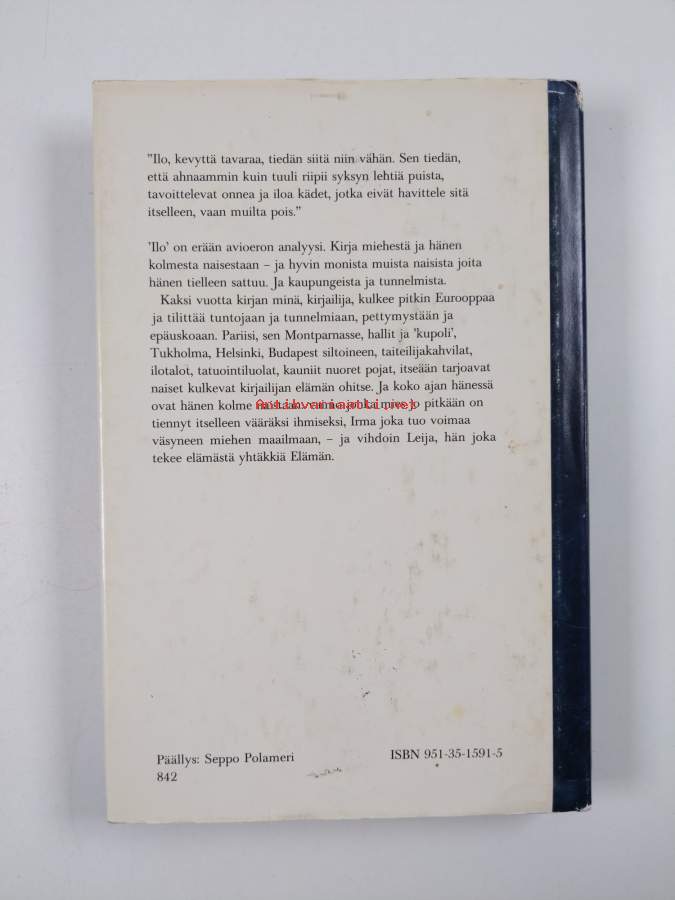 ”Ilo, kevyttä tavaraa, tiedän siitä niin vähän. Sen tiedän,
että ahnaammin kuin tuuli riipii syksyn lehtiä puista,
tavoittelevat onnea ja iloa kädet, jotka eivät havittele sitä
itselleen, vaan muilta pois.”
'Ilo' on erään avioeron analyysi. Kirja miehestä ja hänen
kolmesta naisestaan – ja hyvin monista muista naisista joita
hänen tielleen sattuu. Ja kaupungeista ja tunnelmista.
Kaksi vuotta kirjan minä, kirjailija, kulkee pitkin Eurooppaa
ja tilittää tuntojaan ja tunnelmiaan, pettymystään ja
epäuskoaan. Pariisi, sen Montparnasse, hallit ja 'kupoli',
Tukholma, Helsinki, Budapest siltoineen, taiteilijakahvilat,
ilotalot, tatuointiluolat, kauniit nuoret pojat, itseään tarjoavat
naiset kulkevat kirjailijan elämän ohitse. Ja koko ajan hänessä
ovat hänen kolme jo pitkään on
tiennyt itselleen vääräksi ihmiseksi, Irma joka tuo voimaa
väsyneen miehen maailmaan, – ja vihdoin Leija, hän joka
tekee elämästä yhtäkkiä Elämän.
Päällys: Seppo Polameri
842
ISBN 951-35-1591-5